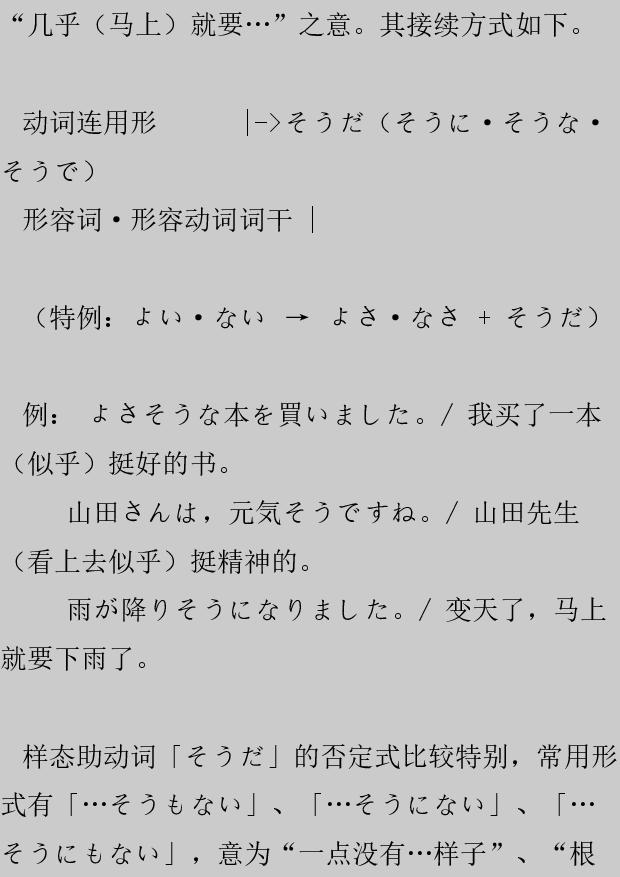 “几乎（马上）就要…”之意。其接续方式如下。
动词连用形 |->そうだ（そうに・そうな・
そうで）
形容词・形容动词词干 |
（特例：よい・ない → よさ・なさ + そうだ）
例： よさそうな本を買いました。/ 我买了一本
（似乎）挺好的书。
山田さんは，元気そうですね。/ 山田先生
（看上去似乎）挺精神的。
雨が降りそうになりました。/ 变天了，马上
就要下雨了。
样态助动词「そうだ」的否定式比较特别，常用形
式有「…そうもない」、「…そうにない」、「…
そうにもない」，意为“一点没有…样子”、“根